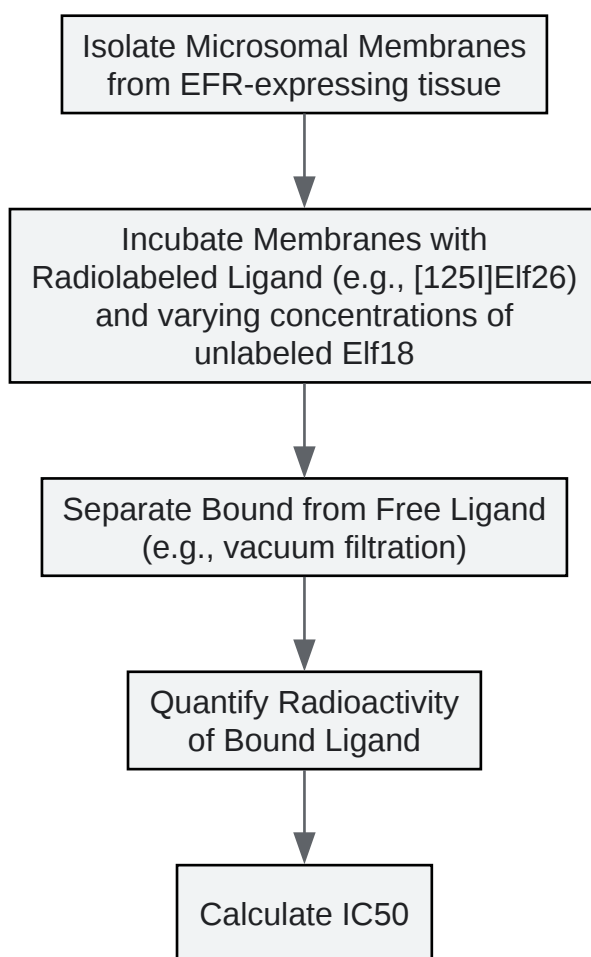 Isolate Microsomal Membranes
from EFR-expressing tissue
Incubate Membranes with
Radiolabeled Ligand (e.g., [125I]Elf26)
and varying concentrations of
unlabeled Elf18
Separate Bound from Free Ligand
(e.g., vacuum filtration)
Quantify Radioactivity
of Bound Ligand
Calculate IC50